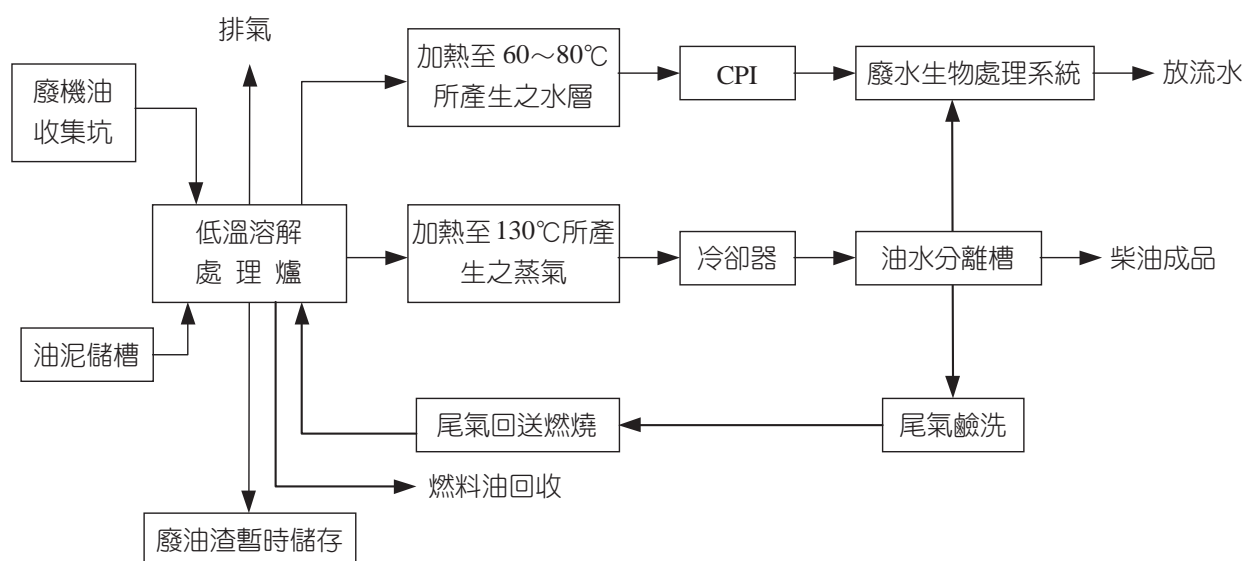 排氣
廢機油
收集坑
加熱至 60～80℃
所產生之水層
CPI
廢水生物處理系統
放流水
低溫溶解
處 理 爐
加熱至 130℃所產
生之蒸氣
冷卻器
油水分離槽
柴油成品
油泥儲槽
尾氣回送燃燒
尾氣鹼洗
燃料油回收
廢油渣暫時儲存